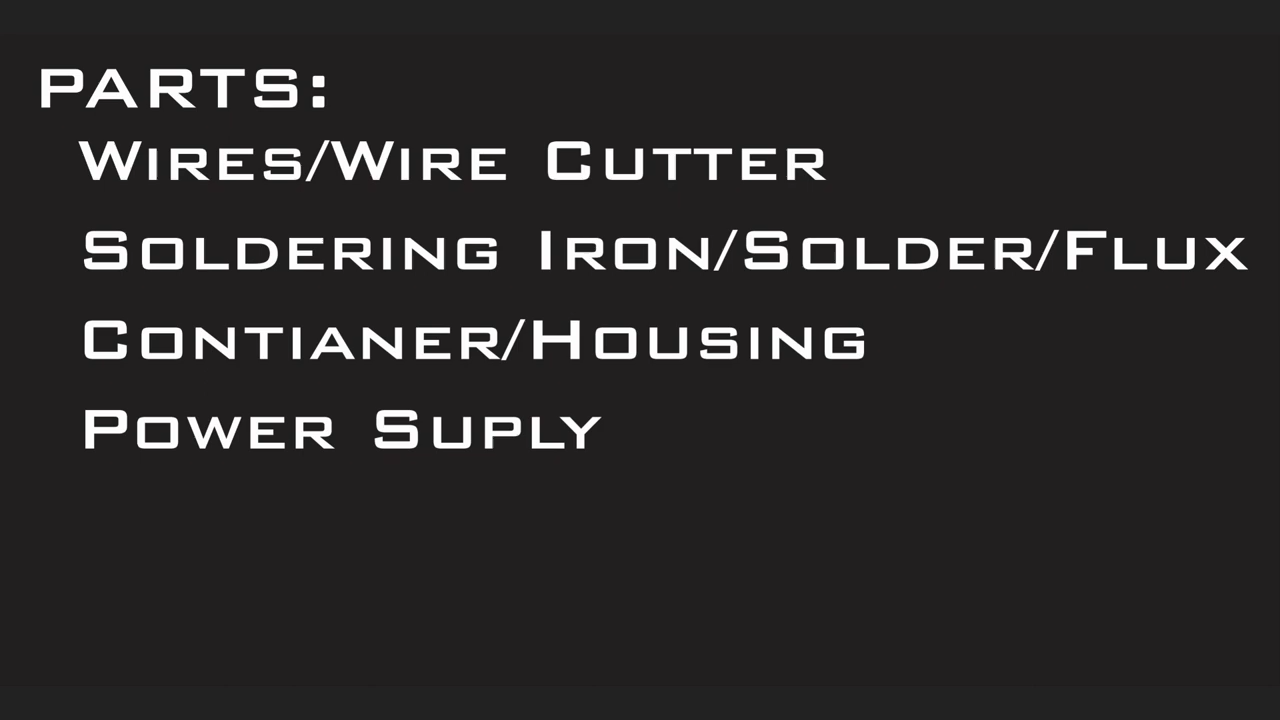 PARTS:
Wires/Wire Cutter
Soldering Iron/Solder/Flux
Contianer/Housing
Power Suply